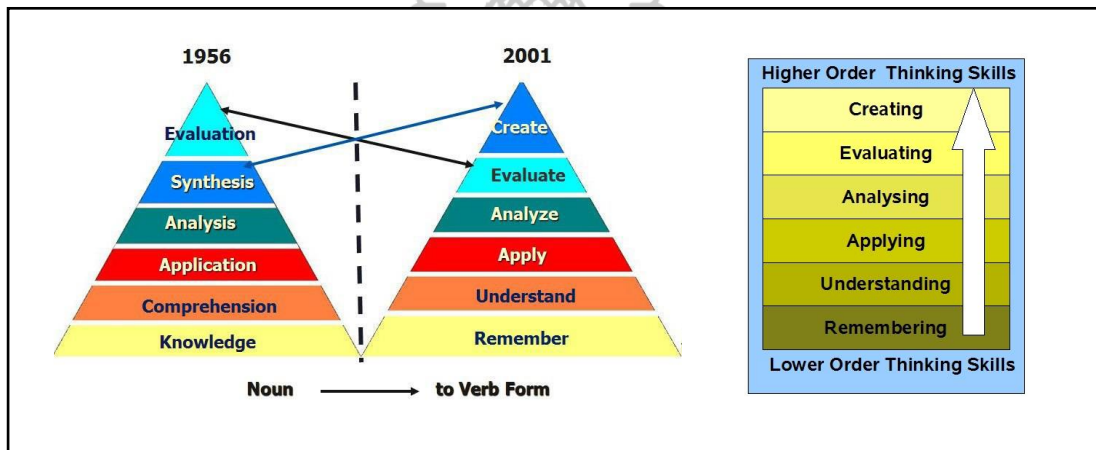 1956
Evaluation
Synthesis
Analysis
Application
Comprehension
Knowledge
2001
Create
Evaluate
Analyze
Apply
Understand
Remember
Noun to Verb Form
Higher Order Thinking Skills
Creating
Evaluating
Analysing
Applying
Understanding
Remembering
Lower Order Thinking Skills